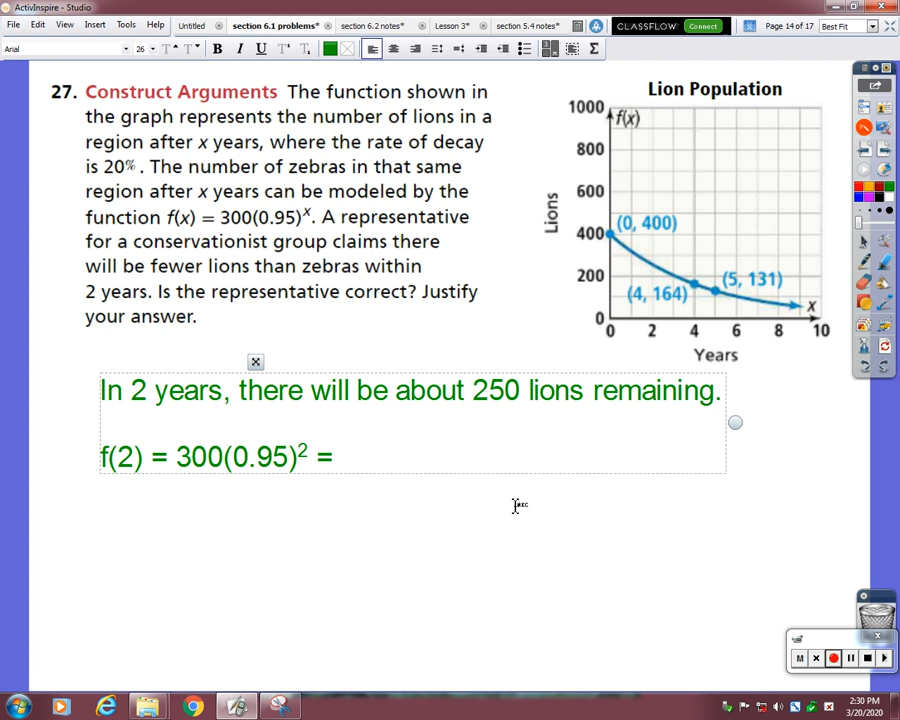 ActivInspire - Studio
File Edit View Insert Tools Help
Untitled
section 6.1 problems*
section 6.2 notes*
Lesson 3*
section 5.4 notes*
CLASSFLOW
Connect
Page 14 of 17
Best Fit
Arial
26
B I U
27. Construct Arguments The function shown in
the graph represents the number of lions in a
region after x years, where the rate of decay
is 20%. The number of zebras in that same
region after x years can be modeled by the
function f(x) = 300(0.95)ˣ. A representative
for a conservationist group claims there
will be fewer lions than zebras within
2 years. Is the representative correct? Justify
your answer.
Lion Population
f(x)
Lions
1000
800
600
400
200
0
(0, 400)
(4, 164)
(5, 131)
x
0 2 4 6 8 10
Years
In 2 years, there will be about 250 lions remaining.
f(2) = 300(0.95)² =
M
2:30 PM
3/20/2020